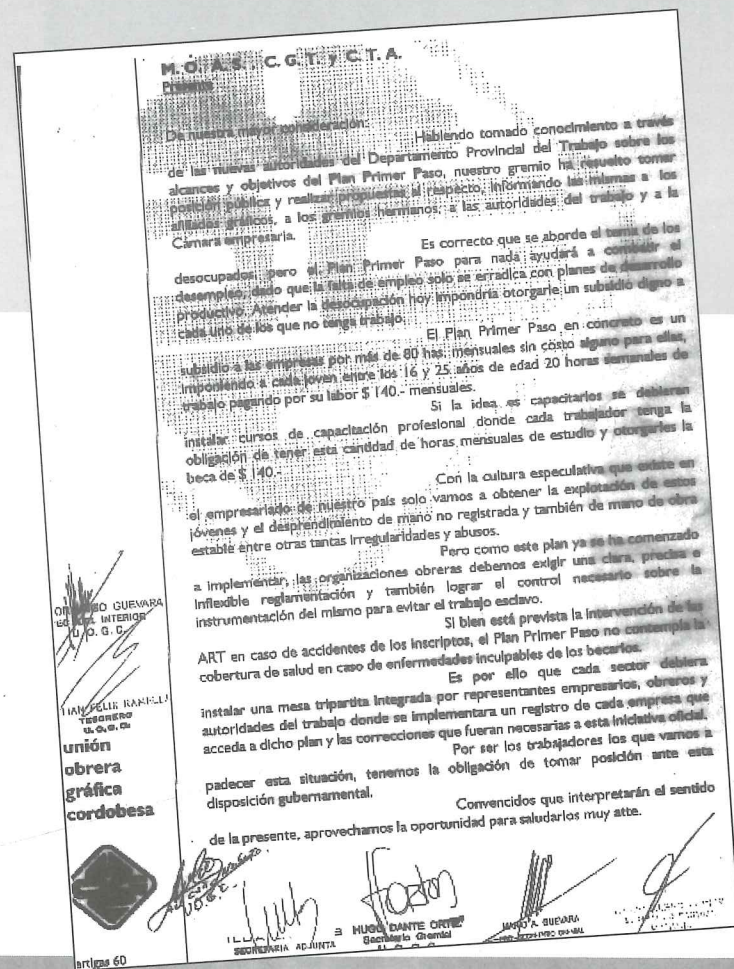 M. O. A. S., C. G. T. y C. T. A.
Presente
De nuestra mayor consideración:
Habiendo tomado conocimiento a través
de las nuevas autoridades del Departamento Provincial del Trabajo sobre los
alcances y objetivos del Plan Primer Paso, nuestro gremio ha resuelto tomar
posición pública y realizar propuestas al respecto, informando las mismas a los
afiliados gráficos, a los gremios hermanos, a las autoridades del trabajo y a la
Cámara empresaria.
Es correcto que se aborde el tema de los
desocupados, pero el Plan Primer Paso para nada ayudará a combatir el
desempleo, dado que la falta de empleo solo se erradica con planes de desarrollo
productivo. Atender la desocupación hoy impondría otorgarle un subsidio digno a
cada uno de los que no tenga trabajo.
El Plan Primer Paso en concreto es un
subsidio a las empresas por más de 80 has. mensuales sin costo alguno para ellas,
imponiendo a cada joven entre los 16 y 25 años de edad 20 horas semanales de
trabajo pagando por su labor $ 140.- mensuales.
Si la idea es capacitarlos se debieran
instalar cursos de capacitación profesional donde cada trabajador tenga la
obligación de tener esta cantidad de horas mensuales de estudio y otorgarles la
beca de $ 140.-
Con la cultura especulativa que existe en
el empresariado de nuestro país solo vamos a obtener la explotación de estos
jóvenes y el desprendimiento de mano no registrada y también de mano de obra
estable entre otras tantas irregularidades y abusos.
Pero como este plan ya se ha comenzado
a implementar, las organizaciones obreras debemos exigir una clara, precisa e
inflexible reglamentación y también lograr el control necesario sobre la
instrumentación del mismo para evitar el trabajo esclavo.
Si bien está prevista la intervención de las
ART en caso de accidentes de los inscriptos, el Plan Primer Paso no contempla la
cobertura de salud en caso de enfermedades inculpables de los becarios.
Es por ello que cada sector debiera
instalar una mesa tripartita integrada por representantes empresarios, obreros y
autoridades del trabajo donde se implementara un registro de cada empresa que
acceda a dicho plan y las correcciones que fueran necesarias a esta iniciativa oficial.
Por ser los trabajadores los que vamos a
padecer esta situación, tenemos la obligación de tomar posición ante esta
disposición gubernamental.
Convencidos que interpretarán el sentido
de la presente, aprovechamos la oportunidad para saludarlos muy atte.
GUEVARA
INTERIOR
U. O. G. C.
FELIX
TESORERO
U. O. G. C.
unión
obrera
gráfica
cordobesa
artigas 60
SECRETARIA ADJUNTA
HUGO DANTE ORTIZ
Secretario Gremial
U. O. G. C.
MARIO A. GUEVARA